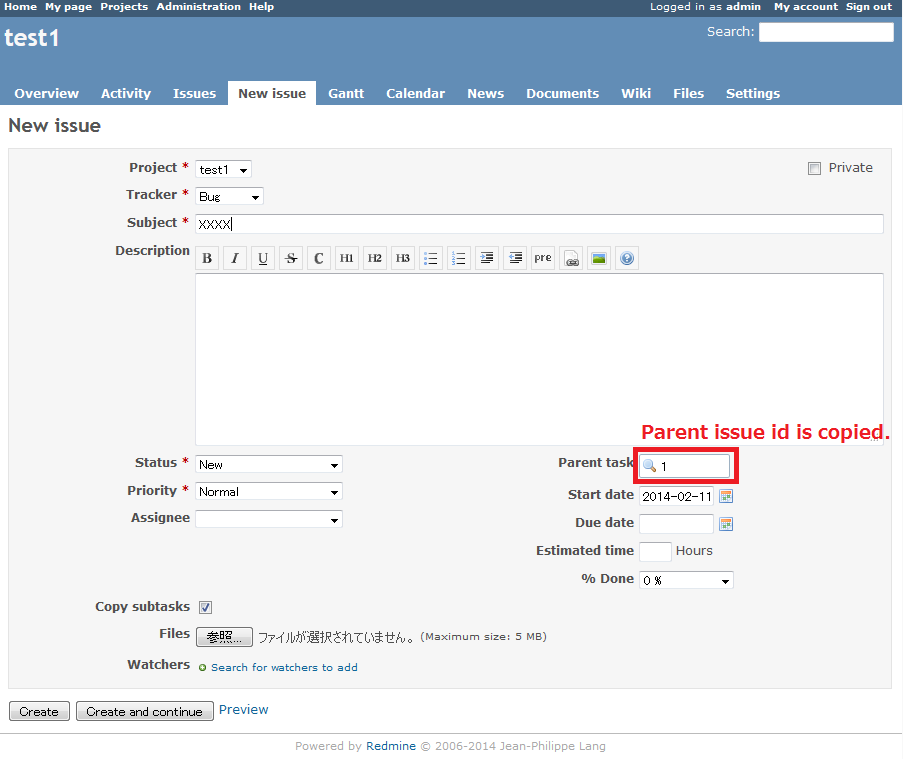 Home My page Projects Administration Help Logged in as admin My account Sign out
test1 Search:
Overview Activity Issues New issue Gantt Calendar News Documents Wiki Files Settings
New issue
Project * test1 Private
Tracker * Bug
Subject * XXXX
Description B I U S C H1 H2 H3 pre
Parent issue id is copied.
Status * New Parent task 1
Priority * Normal Start date 2014-02-11
Assignee Due date
Estimated time Hours
% Done 0 %
Copy subtasks
Files 参照... ファイルが選択されていません。 (Maximum size: 5 MB)
Watchers Search for watchers to add
Create Create and continue Preview
Powered by Redmine © 2006-2014 Jean-Philippe Lang